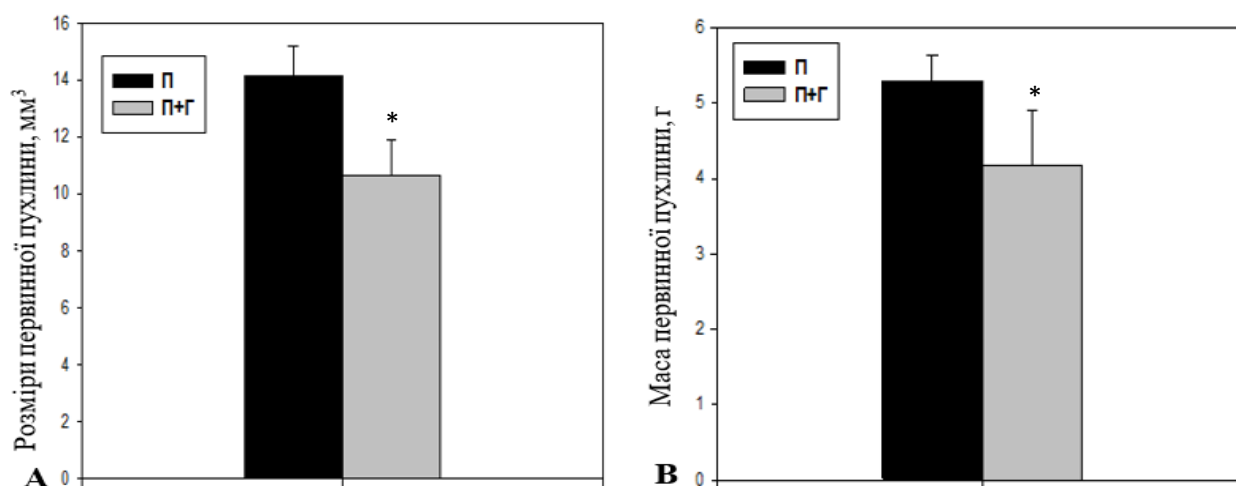 Розміри первинної пухлини, мм³
16
14
12
10
8
6
4
2
0
П
П+Г
*
А
Маса первинної пухлини, г
6
5
4
3
2
1
0
П
П+Г
*
В